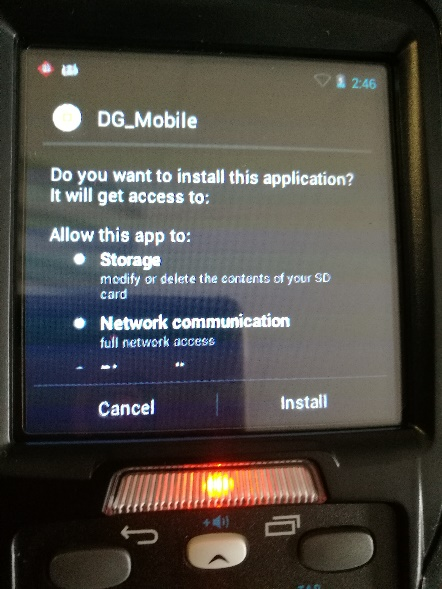 2:46
DG_Mobile
Do you want to install this application?
It will get access to:
Allow this app to:
Storage
modify or delete the contents of your SD
card
Network communication
full network access
Cancel
Install